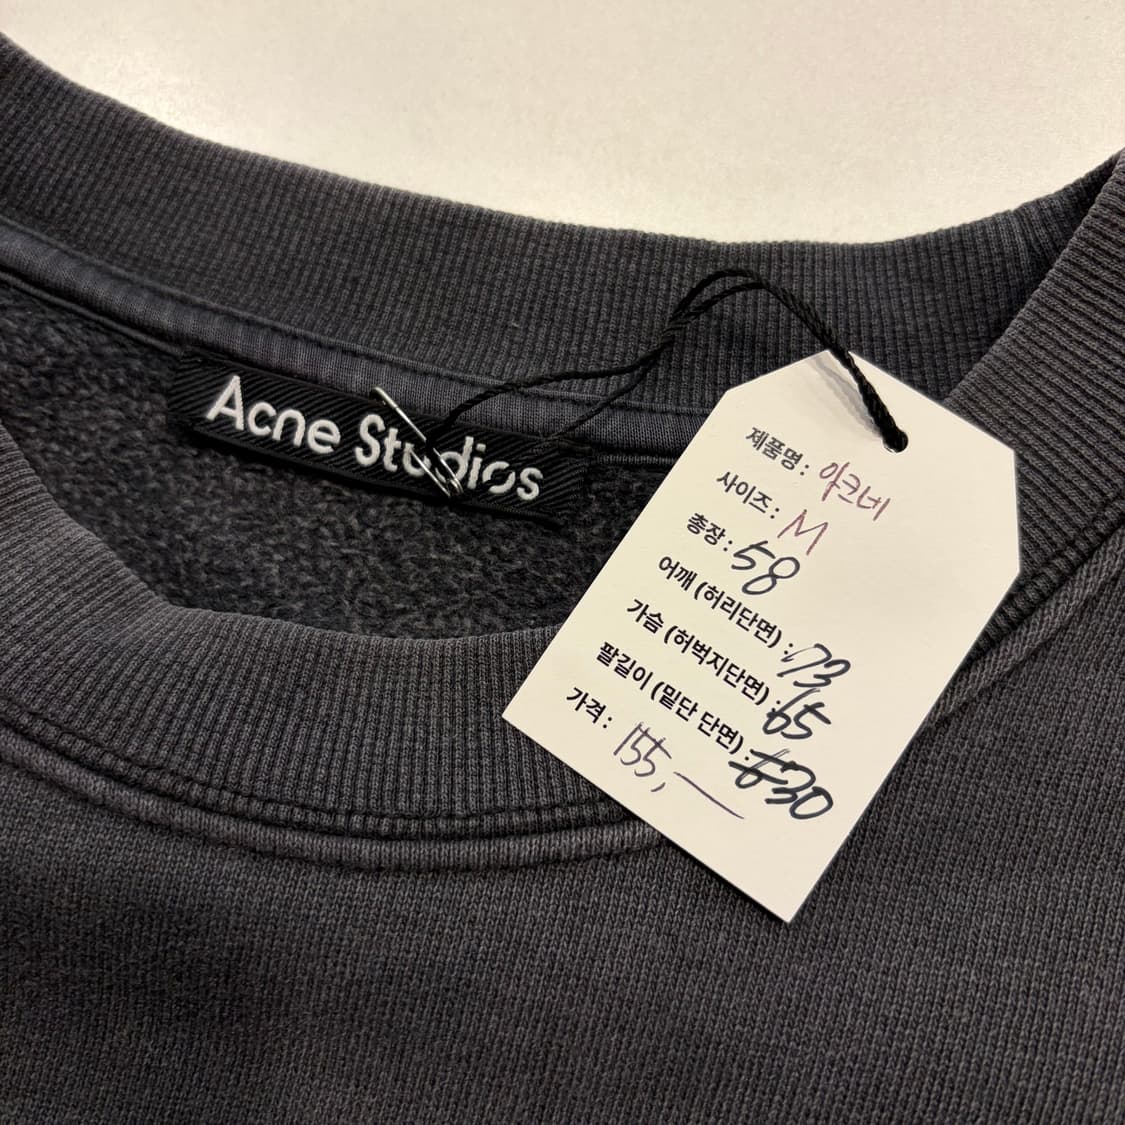 Acne Studios
제품명: 아크네
사이즈: M
총장: 58
어깨 (허리단면) : 73
가슴 (허벅지단면) : 65
팔길이 (밑단 단면) : 30
가격: 155,—